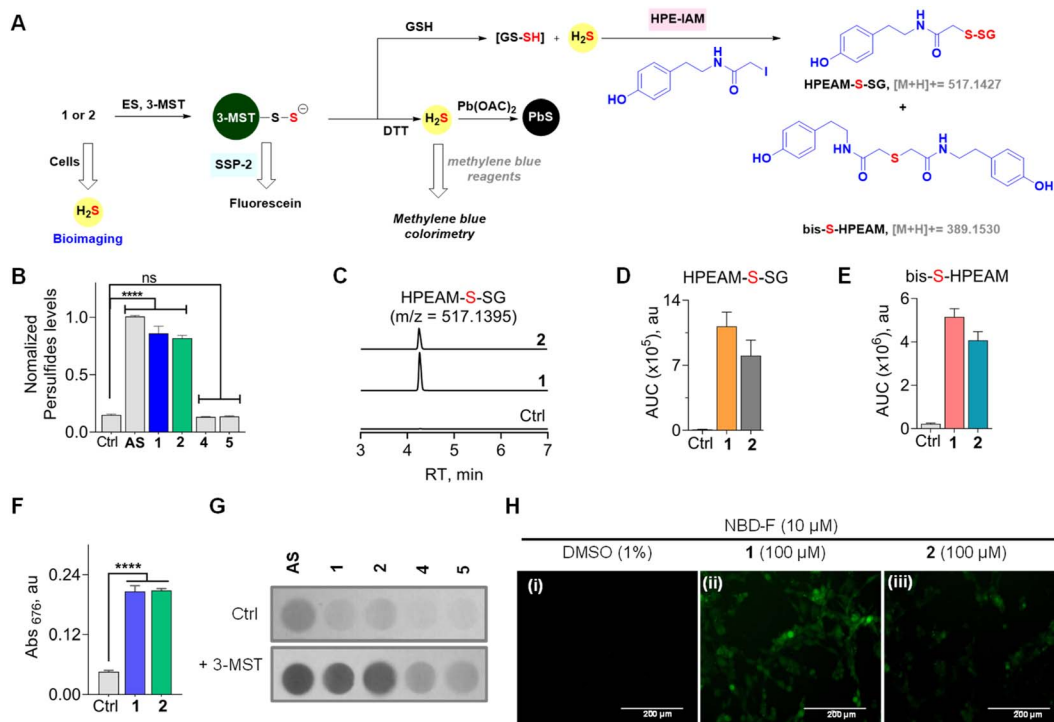 A
HPE-IAM
GSH
[GS-SH] + H2S
H
N
O
I
HO
H
N
O
S-SG
HO
HPEAM-S-SG, [M+H]+= 517.1427
+
1 or 2
ES, 3-MST
3-MST
S
S
⊖
DTT
H2S
Pb(OAC)2
PbS
Cells
SSP-2
methylene blue
reagents
H2S
Fluorescein
Bioimaging
Methylene blue
colorimetry
HO
N
H
O
S
O
H
N
OH
bis-S-HPEAM, [M+H]+= 389.1530
B
ns
****
Nomalized
Persulfides levels
1.0
0.5
0.0
Ctrl AS 1 2 4 5
C
HPEAM-S-SG
(m/z = 517.1395)
2
1
Ctrl
3 4 5 6 7
RT, min
D
HPEAM-S-SG
AUC (x10⁵), au
14
7
0
Ctrl 1 2
E
bis-S-HPEAM
AUC (x10⁶), au
6
4
2
0
Ctrl 1 2
F
****
Abs 676, au
0.24
0.12
0.00
Ctrl 1 2
G
AS 1 2 4 5
Ctrl
+ 3-MST
H
NBD-F (10 µM)
DMSO (1%) 1 (100 µM) 2 (100 µM)
(i) (ii) (iii)
200 µm 200 µm